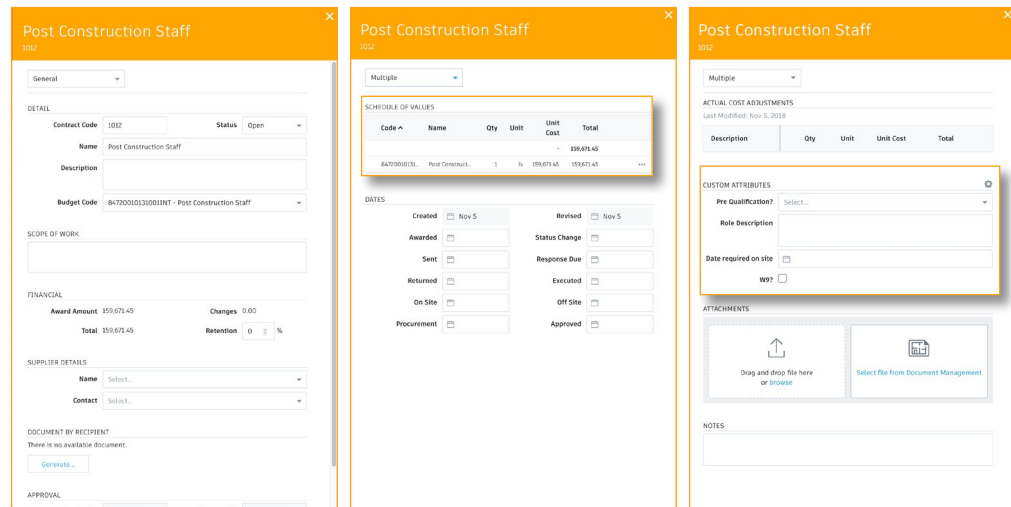 Post Construction Staff
1012
General
DETAIL
Contract Code 1012 Status Open
Name Post Construction Staff
Description
Budget Code 84720010131001INT - Post Construction Staff
SCOPE OF WORK
FINANCIAL
Award Amount 159,671.45 Changes 0.00
Total 159,671.45 Retention 0 %
SUPPLIER DETAILS
Name Select...
Contact Select...
DOCUMENT BY RECIPIENT
There is no available document.
Generate...
APPROVAL
Post Construction Staff
1012
Multiple
SCHEDULE OF VALUES
Code Name Qty Unit Unit Cost Total
- 159,671.45
84720010131... Post Construct... 1 ls 159,671.45 159,671.45 ...
DATES
Created Nov 5 Revised Nov 5
Awarded Status Change
Sent Response Due
Returned Executed
On Site Off Site
Procurement Approved
Post Construction Staff
1012
Multiple
ACTUAL COST ADJUSTMENTS
Last Modified: Nov 5, 2018
Description Qty Unit Unit Cost Total
CUSTOM ATTRIBUTES
Pre Qualification? Select...
Role Description
Date required on site
W9?
ATTACHMENTS
Drag and drop file here
or browse
Select file from Document Management
NOTES